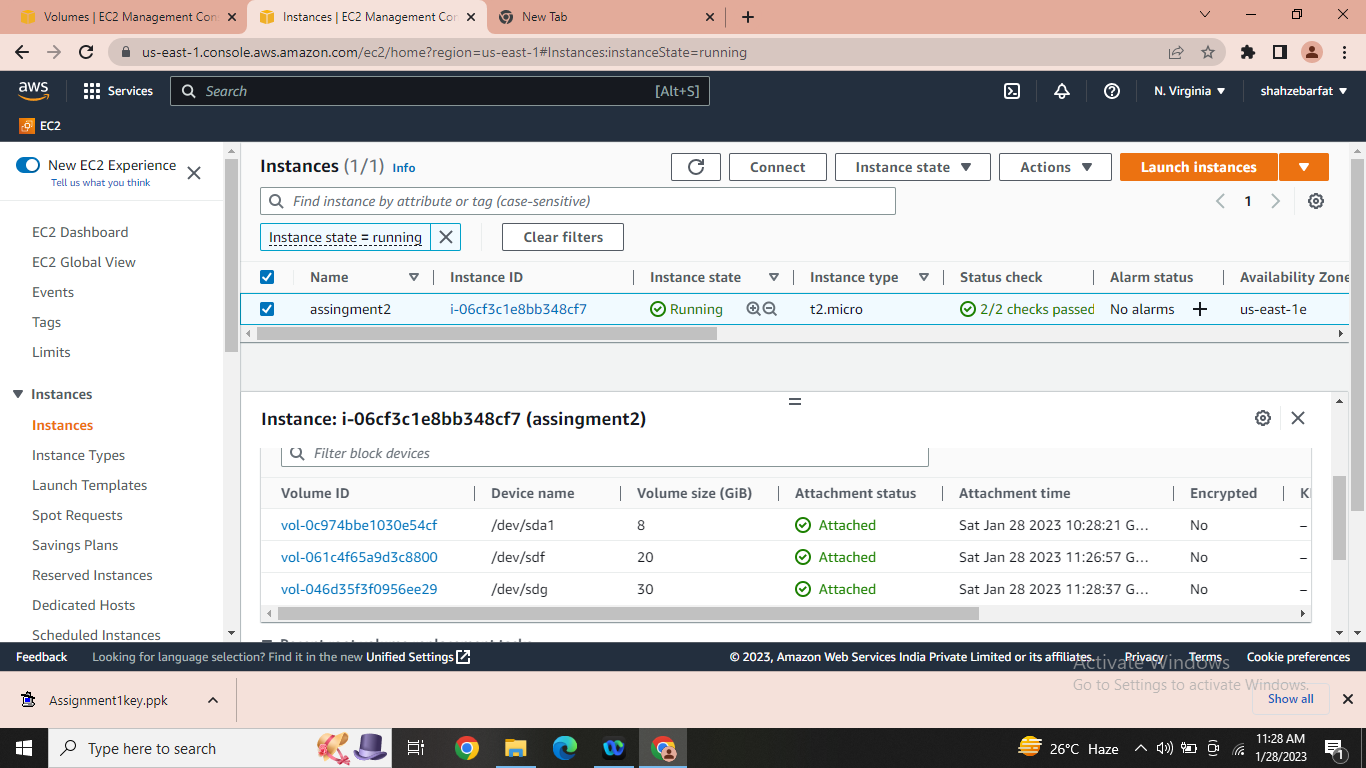 Volumes | EC2 Management Con
Instances | EC2 Management Con
New Tab
us-east-1.console.aws.amazon.com/ec2/home?region=us-east-1#Instances:instanceState=running
aws
Services
Search
[Alt+S]
N. Virginia
shahzebarfat
EC2
New EC2 Experience
Tell us what you think
EC2 Dashboard
EC2 Global View
Events
Tags
Limits
Instances
Instances
Instance Types
Launch Templates
Spot Requests
Savings Plans
Reserved Instances
Dedicated Hosts
Scheduled Instances
Instances (1/1) Info
Connect
Instance state
Actions
Launch instances
Find instance by attribute or tag (case-sensitive)
1
Instance state = running
Clear filters
Name Instance ID Instance state Instance type Status check Alarm status Availability Zone
assingment2 i-06cf3c1e8bb348cf7 Running t2.micro 2/2 checks passed No alarms us-east-1e
Instance: i-06cf3c1e8bb348cf7 (assingment2)
Filter block devices
Volume ID Device name Volume size (GiB) Attachment status Attachment time Encrypted K
vol-0c974bbe1030e54cf /dev/sda1 8 Attached Sat Jan 28 2023 10:28:21 G... No –
vol-061c4f65a9d3c8800 /dev/sdf 20 Attached Sat Jan 28 2023 11:26:57 G... No –
vol-046d35f3f0956ee29 /dev/sdg 30 Attached Sat Jan 28 2023 11:28:37 G... No –
Feedback
Looking for language selection? Find it in the new Unified Settings
© 2023, Amazon Web Services India Private Limited or its affiliates.
Privacy
Terms
Cookie preferences
Activate Windows
Go to Settings to activate Windows.
Assignment1key.ppk
Show all
Type here to search
26°C Haze
11:28 AM
1/28/2023
1